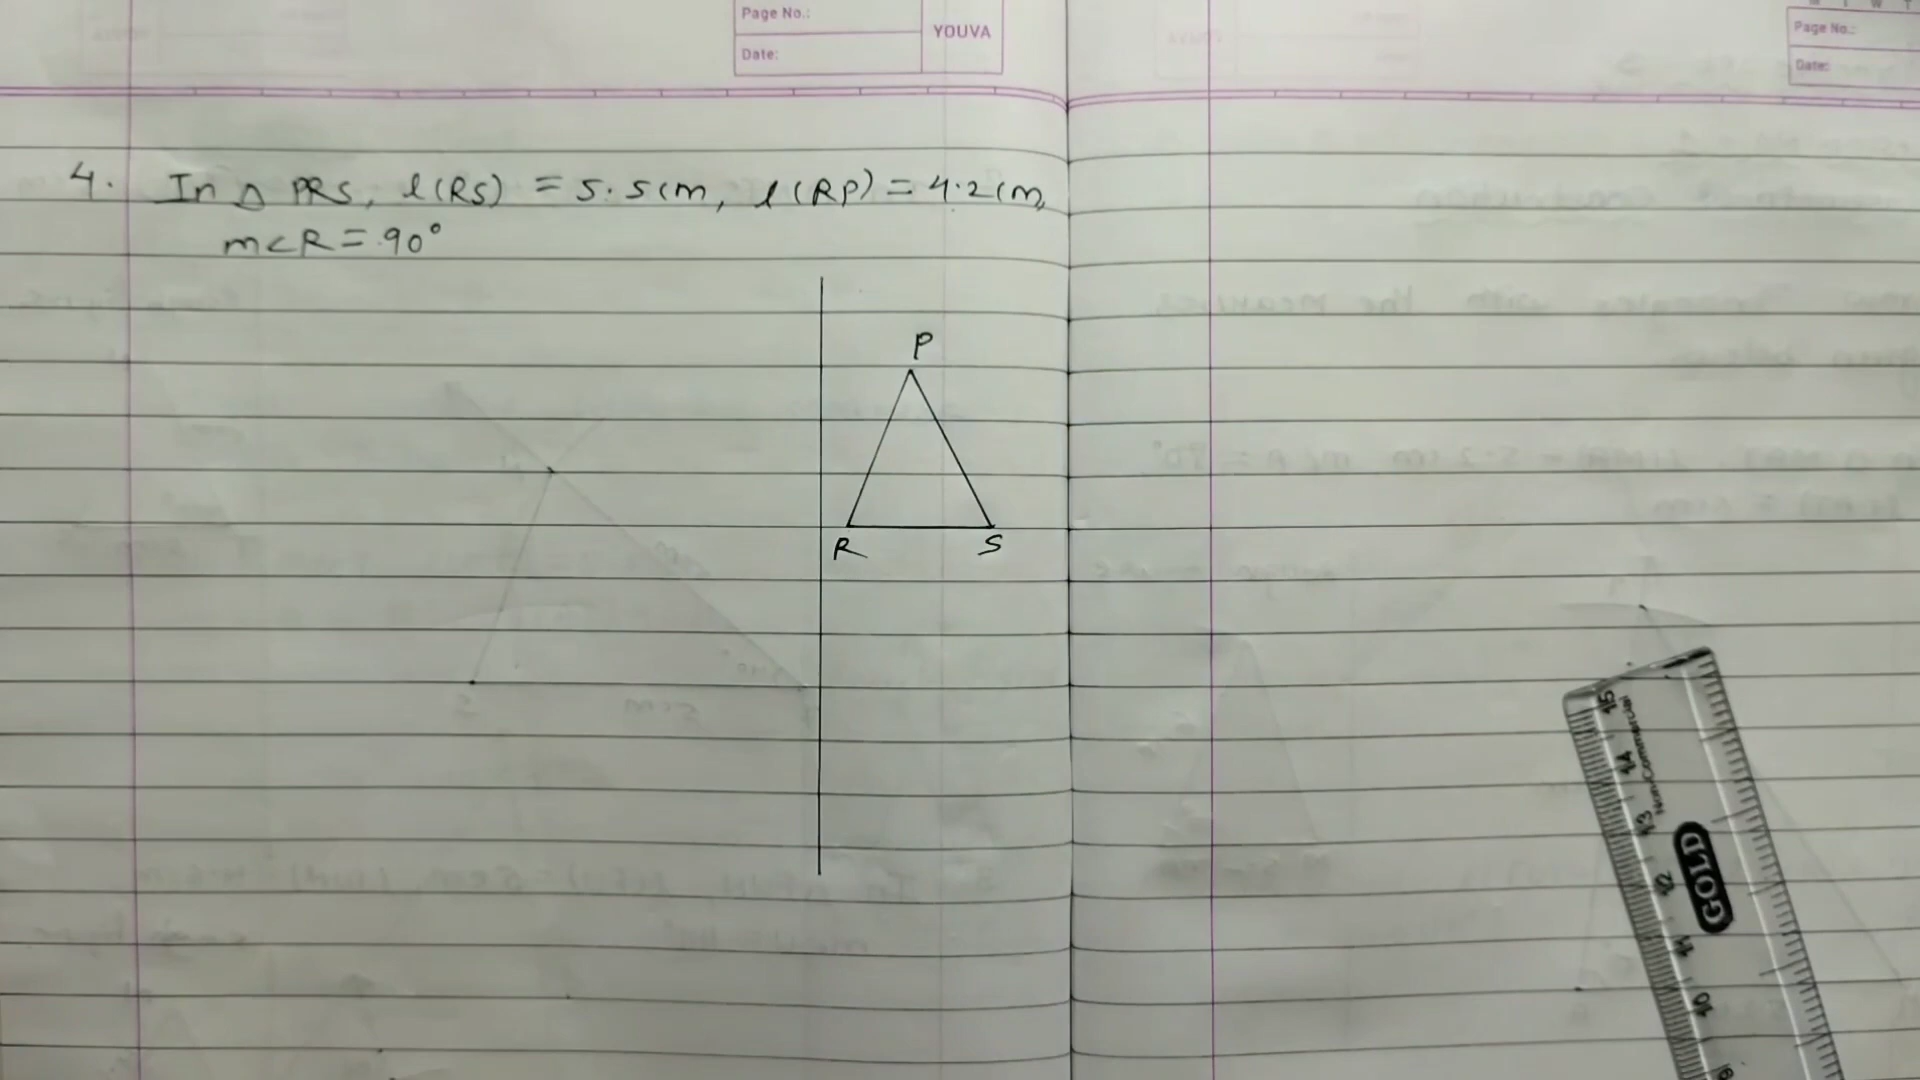 Page No.:
Date:
YOUVA
Page No.:
Date:
4. In △ PRS, l(RS) = 5.5cm, l(RP) = 4.2cm,
m<R = 90°
P
R S
15
14
13
12
11
10
9
GOLD